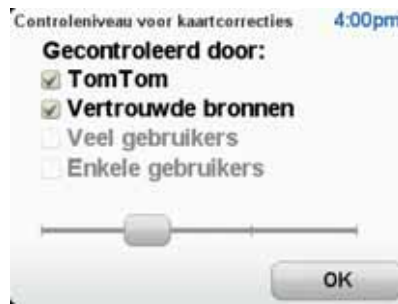 Controleniveau voor kaartcorrecties 4:00pm
Gecontroleerd door:
TomTom
Vertrouwde bronnen
Veel gebruikers
Enkele gebruikers
OK